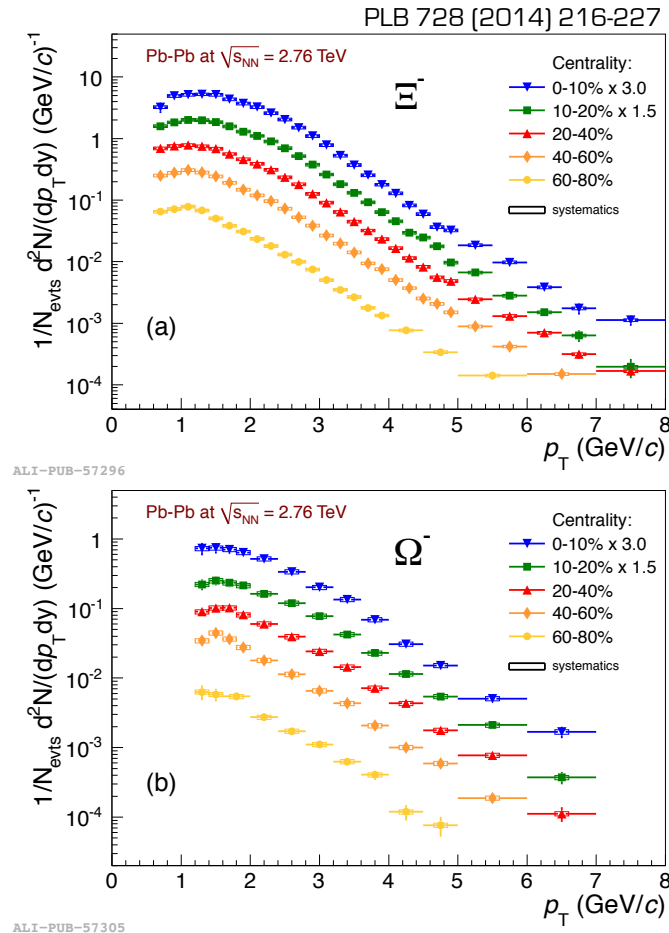 PLB 728 (2014) 216-227
Pb-Pb at √sNN = 2.76 TeV
Ξ-
Centrality:
0-10% x 3.0
10-20% x 1.5
20-40%
40-60%
60-80%
systematics
1/Nevts d²N/(dpTdy) (GeV/c)-1
10
1
10-1
10-2
10-3
10-4
(a)
0 1 2 3 4 5 6 7 8
pT (GeV/c)
ALI-PUB-57296
Pb-Pb at √sNN = 2.76 TeV
Ω-
Centrality:
0-10% x 3.0
10-20% x 1.5
20-40%
40-60%
60-80%
systematics
1/Nevts d²N/(dpTdy) (GeV/c)-1
1
10-1
10-2
10-3
10-4
(b)
0 1 2 3 4 5 6 7 8
pT (GeV/c)
ALI-PUB-57305